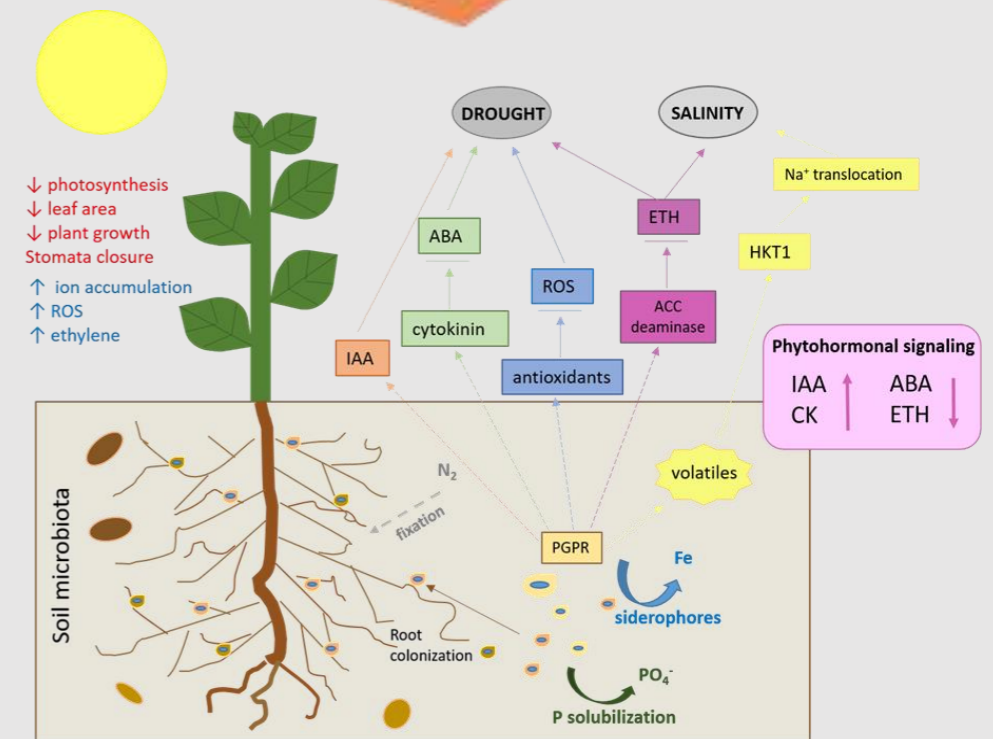 DROUGHT
SALINITY
Na⁺ translocation
↓ photosynthesis
↓ leaf area
↓ plant growth
Stomata closure
↑ ion accumulation
↑ ROS
↑ ethylene
ABA
ETH
HKT1
ROS
cytokinin
ACC
deaminase
IAA
antioxidants
Phytohormonal signaling
IAA ABA
CK ETH
volatiles
N₂
fixation
PGPR
Fe
siderophores
Soil microbiota
Root
colonization
PO₄⁻
P solubilization